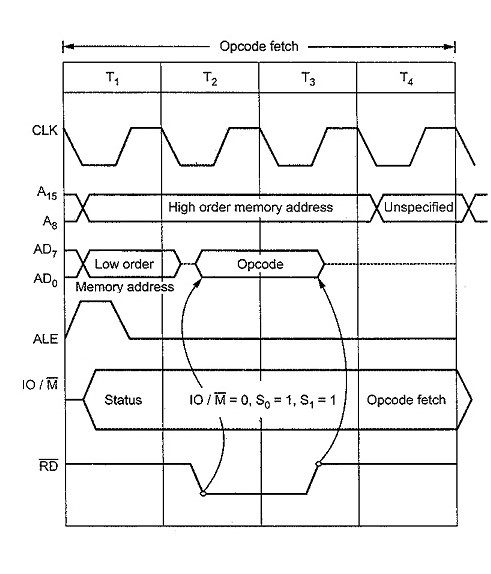 Opcode fetch
T₁ T₂ T₃ T₄
CLK
A₁₅
High order memory address Unspecified
A₈
AD₇
Low order Opcode
AD₀
Memory address
ALE
IO / M̅
Status IO / M̅ = 0, S₀ = 1, S₁ = 1 Opcode fetch
R̅D̅